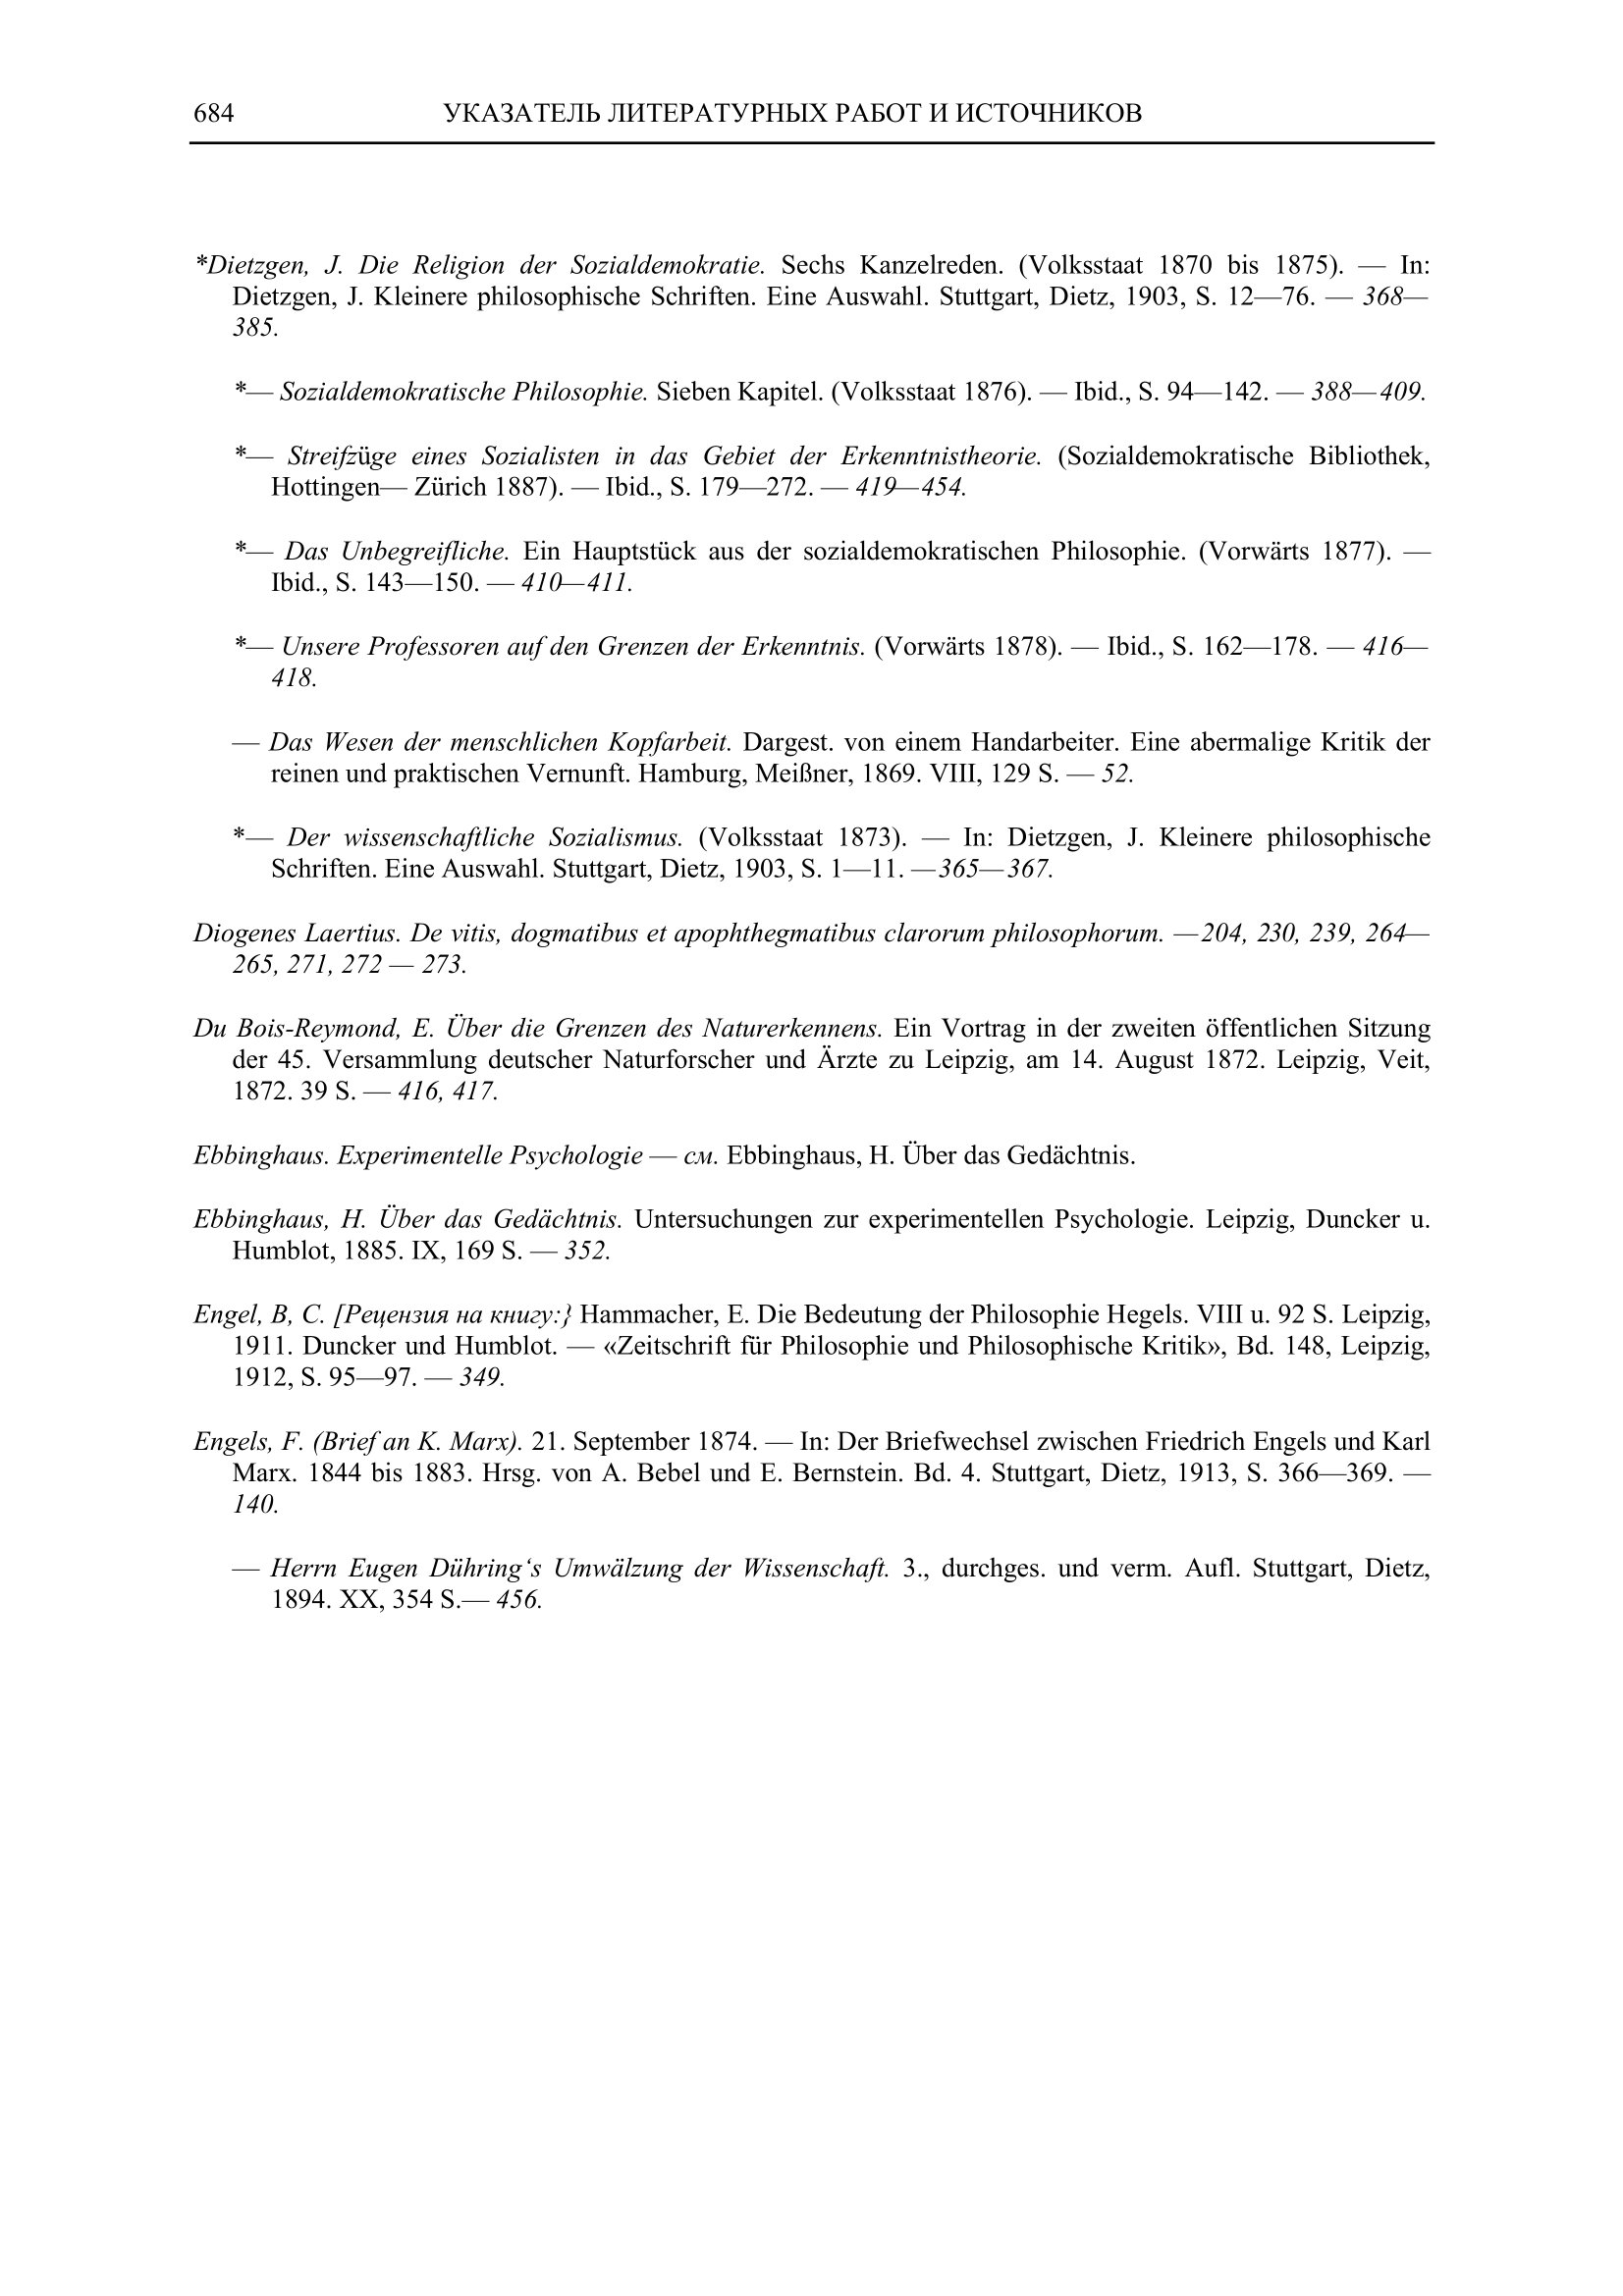 684 УКАЗАТЕЛЬ ЛИТЕРАТУРНЫХ РАБОТ И ИСТОЧНИКОВ
*Dietzgen, J. Die Religion der Sozialdemokratie. Sechs Kanzelreden. (Volksstaat 1870 bis 1875). — In:
Dietzgen, J. Kleinere philosophische Schriften. Eine Auswahl. Stuttgart, Dietz, 1903, S. 12—76. — 368—
385.
*— Sozialdemokratische Philosophie. Sieben Kapitel. (Volksstaat 1876). — Ibid., S. 94—142. — 388—409.
*— Streifzüge eines Sozialisten in das Gebiet der Erkenntnistheorie. (Sozialdemokratische Bibliothek,
Hottingen— Zürich 1887). — Ibid., S. 179—272. — 419—454.
*— Das Unbegreifliche. Ein Hauptstück aus der sozialdemokratischen Philosophie. (Vorwärts 1877). —
Ibid., S. 143—150. — 410—411.
*— Unsere Professoren auf den Grenzen der Erkenntnis. (Vorwärts 1878). — Ibid., S. 162—178. — 416—
418.
— Das Wesen der menschlichen Kopfarbeit. Dargest. von einem Handarbeiter. Eine abermalige Kritik der
reinen und praktischen Vernunft. Hamburg, Meißner, 1869. VIII, 129 S. — 52.
*— Der wissenschaftliche Sozialismus. (Volksstaat 1873). — In: Dietzgen, J. Kleinere philosophische
Schriften. Eine Auswahl. Stuttgart, Dietz, 1903, S. 1—11. —365—367.
Diogenes Laertius. De vitis, dogmatibus et apophthegmatibus clarorum philosophorum. —204, 230, 239, 264—
265, 271, 272 — 273.
Du Bois-Reymond, E. Über die Grenzen des Naturerkennens. Ein Vortrag in der zweiten öffentlichen Sitzung
der 45. Versammlung deutscher Naturforscher und Ärzte zu Leipzig, am 14. August 1872. Leipzig, Veit,
1872. 39 S. — 416, 417.
Ebbinghaus. Experimentelle Psychologie — см. Ebbinghaus, H. Über das Gedächtnis.
Ebbinghaus, H. Über das Gedächtnis. Untersuchungen zur experimentellen Psychologie. Leipzig, Duncker u.
Humblot, 1885. IX, 169 S. — 352.
Engel, B, C. [Рецензия на книгу:} Hammacher, E. Die Bedeutung der Philosophie Hegels. VIII u. 92 S. Leipzig,
1911. Duncker und Humblot. — «Zeitschrift für Philosophie und Philosophische Kritik», Bd. 148, Leipzig,
1912, S. 95—97. — 349.
Engels, F. (Brief an K. Marx). 21. September 1874. — In: Der Briefwechsel zwischen Friedrich Engels und Karl
Marx. 1844 bis 1883. Hrsg. von A. Bebel und E. Bernstein. Bd. 4. Stuttgart, Dietz, 1913, S. 366—369. —
140.
— Herrn Eugen Dühring‘s Umwälzung der Wissenschaft. 3., durchges. und verm. Aufl. Stuttgart, Dietz,
1894. XX, 354 S.— 456.